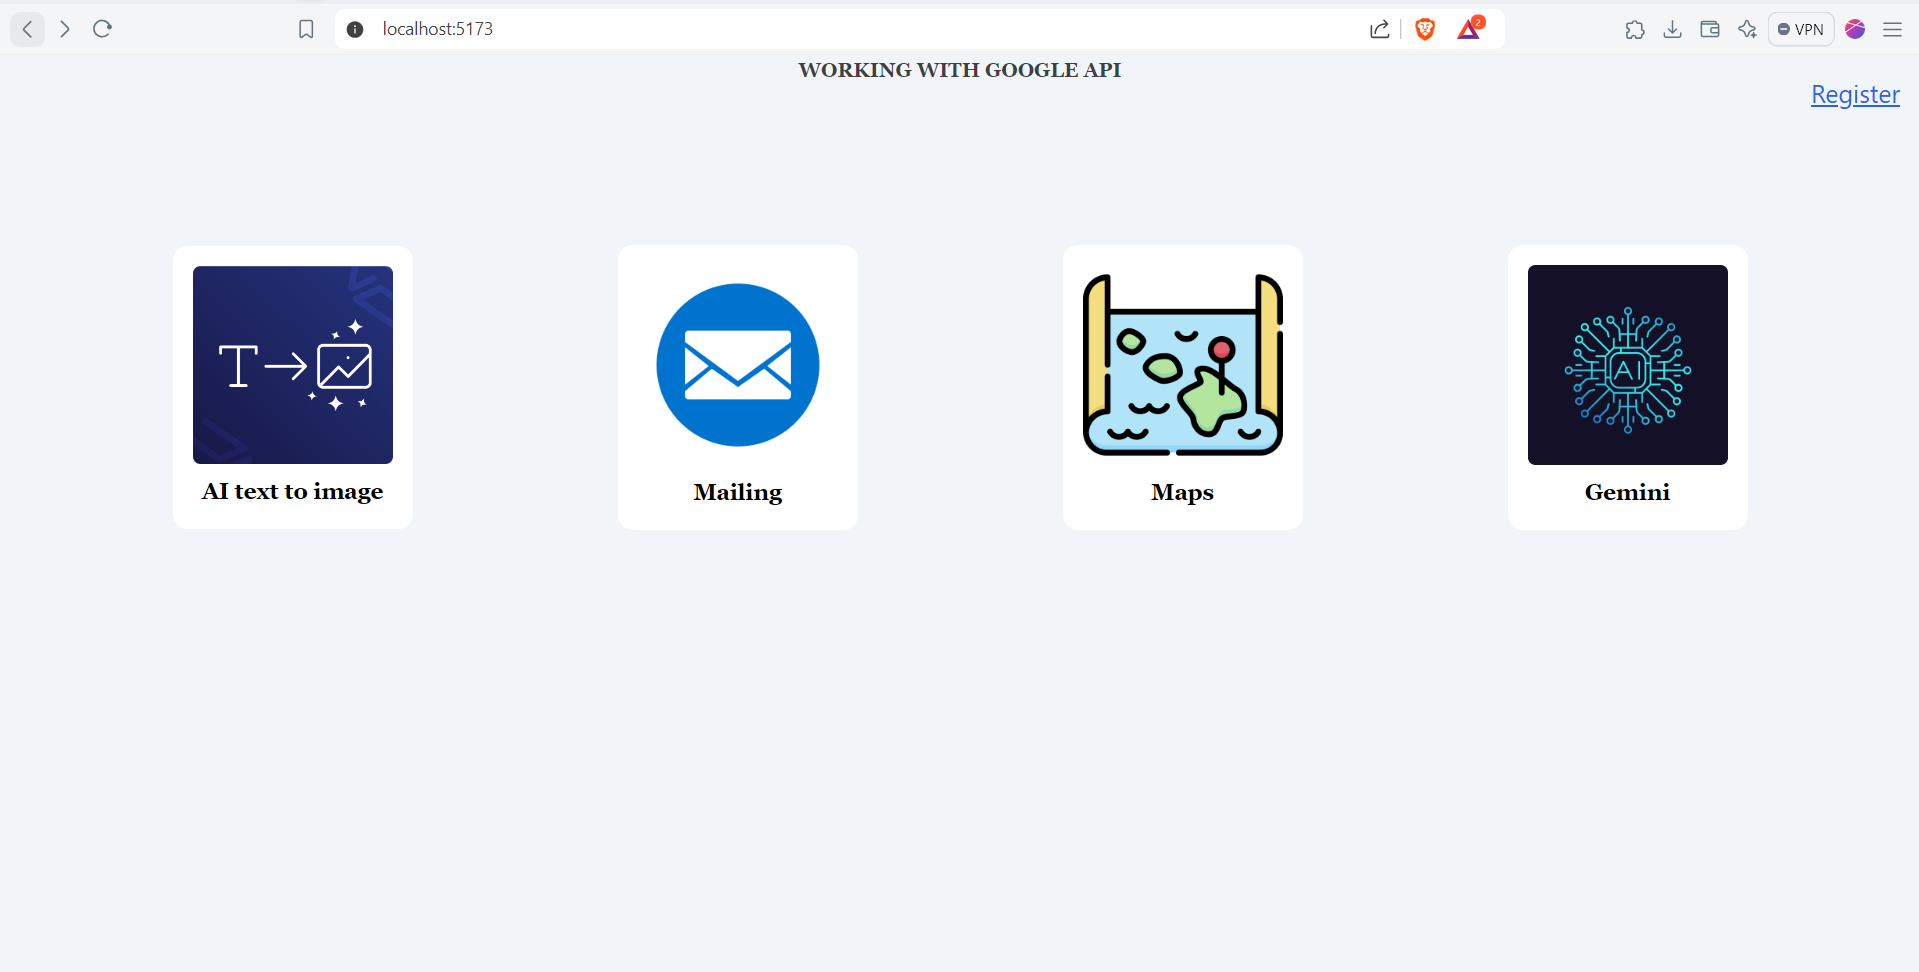 localhost:5173
2
VPN
WORKING WITH GOOGLE API
Register
T
AI
AI text to image
Mailing
Maps
Gemini